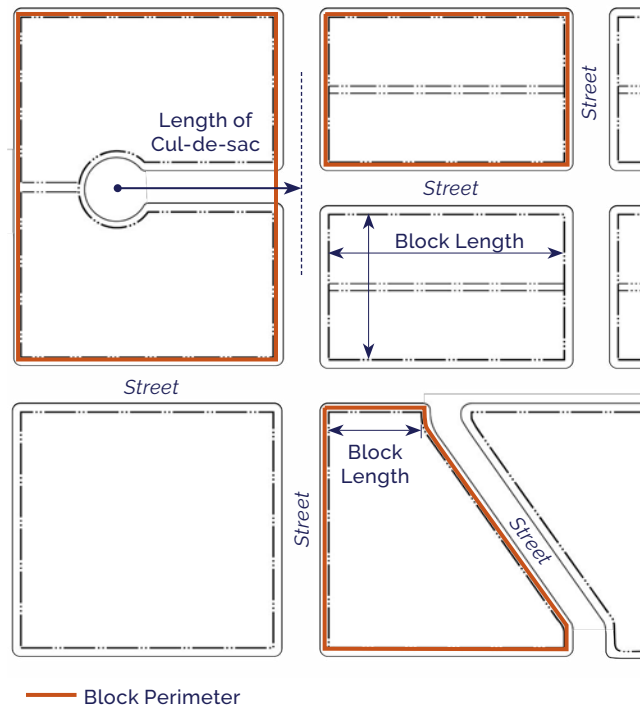 Length of
Cul-de-sac
Street
Street
Block Length
Street
Block
Length
Street
Street
Block Perimeter